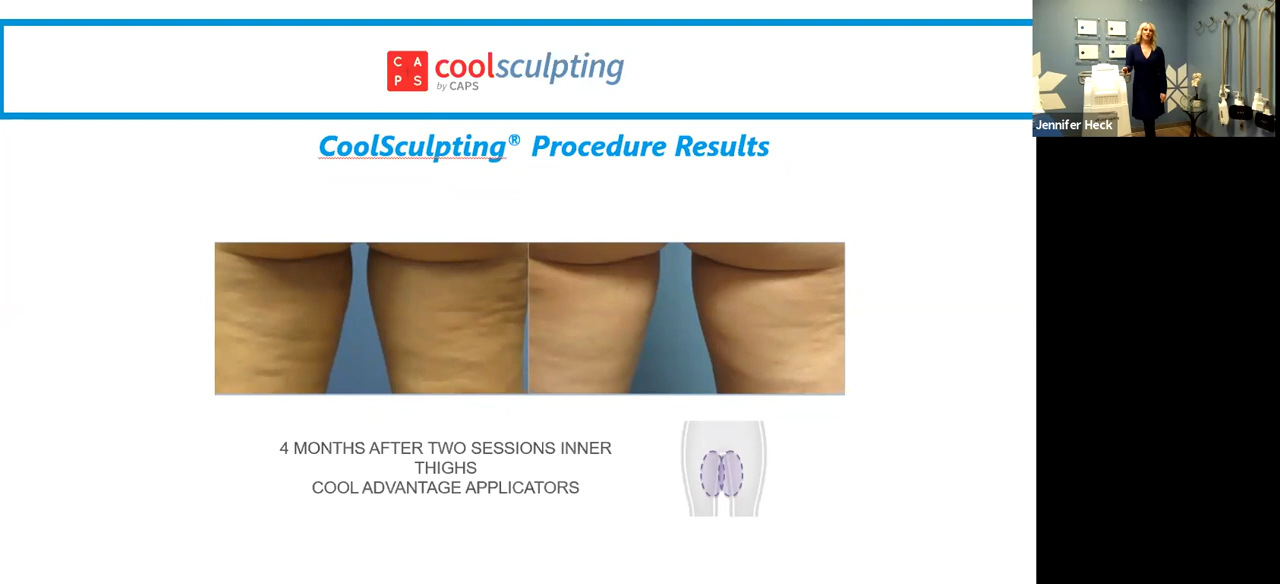 C A
P S
coolsculpting
by CAPS
Jennifer Heck
CoolSculpting® Procedure Results
4 MONTHS AFTER TWO SESSIONS INNER
THIGHS
COOL ADVANTAGE APPLICATORS